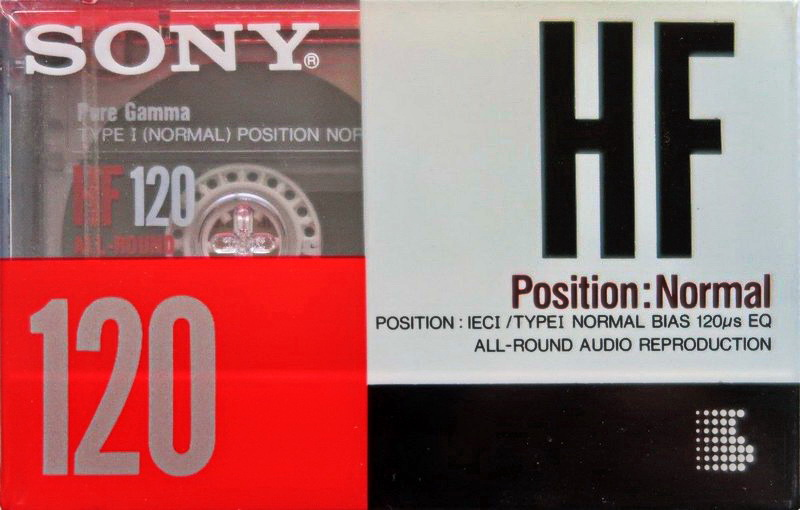 SONY®
Pure Gamma
TYPE I (NORMAL) POSITION NOR
HF 120
ALL-ROUND
120
HF
Position:Normal
POSITION : IECI /TYPEI NORMAL BIAS 120µs EQ
ALL-ROUND AUDIO REPRODUCTION